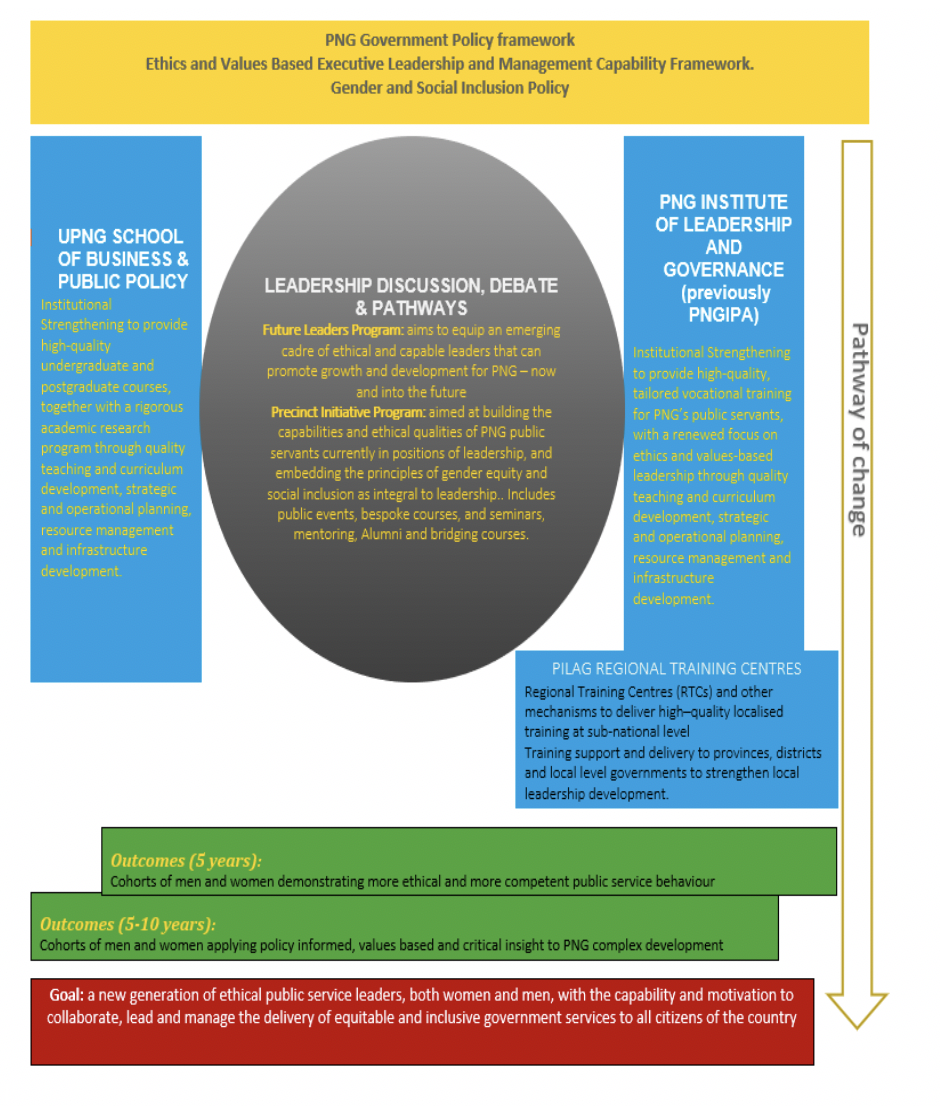 PNG Government Policy framework
Ethics and Values Based Executive Leadership and Management Capability Framework.
Gender and Social Inclusion Policy
UPNG SCHOOL
OF BUSINESS &
PUBLIC POLICY
Institutional
Strengthening to provide
high-quality
undergraduate and
postgraduate courses,
together with a rigorous
academic research
program through quality
teaching and curriculum
development, strategic
and operational planning,
resource management
and infrastructure
development.
LEADERSHIP DISCUSSION, DEBATE
& PATHWAYS
Future Leaders Program: aims to equip an emerging
cadre of ethical and capable leaders that can
promote growth and development for PNG – now
and into the future
Precinct Initiative Program: aimed at building the
capabilities and ethical qualities of PNG public
servants currently in positions of leadership, and
embedding the principles of gender equity and
social inclusion as integral to leadership.. Includes
public events, bespoke courses, and seminars,
mentoring, Alumni and bridging courses.
PNG INSTITUTE
OF LEADERSHIP
AND
GOVERNANCE
(previously
PNGIPA)
Institutional Strengthening
to provide high-quality,
tailored vocational training
for PNG's public servants,
with a renewed focus on
ethics and values-based
leadership through quality
teaching and curriculum
development, strategic
and operational planning,
resource management and
infrastructure
development.
Pathway of change
PILAG REGIONAL TRAINING CENTRES
Regional Training Centres (RTCs) and other
mechanisms to deliver high–quality localised
training at sub-national level
Training support and delivery to provinces, districts
and local level governments to strengthen local
leadership development.
Outcomes (5 years):
Cohorts of men and women demonstrating more ethical and more competent public service behaviour
Outcomes (5-10 years):
Cohorts of men and women applying policy informed, values based and critical insight to PNG complex development
Goal: a new generation of ethical public service leaders, both women and men, with the capability and motivation to
collaborate, lead and manage the delivery of equitable and inclusive government services to all citizens of the country